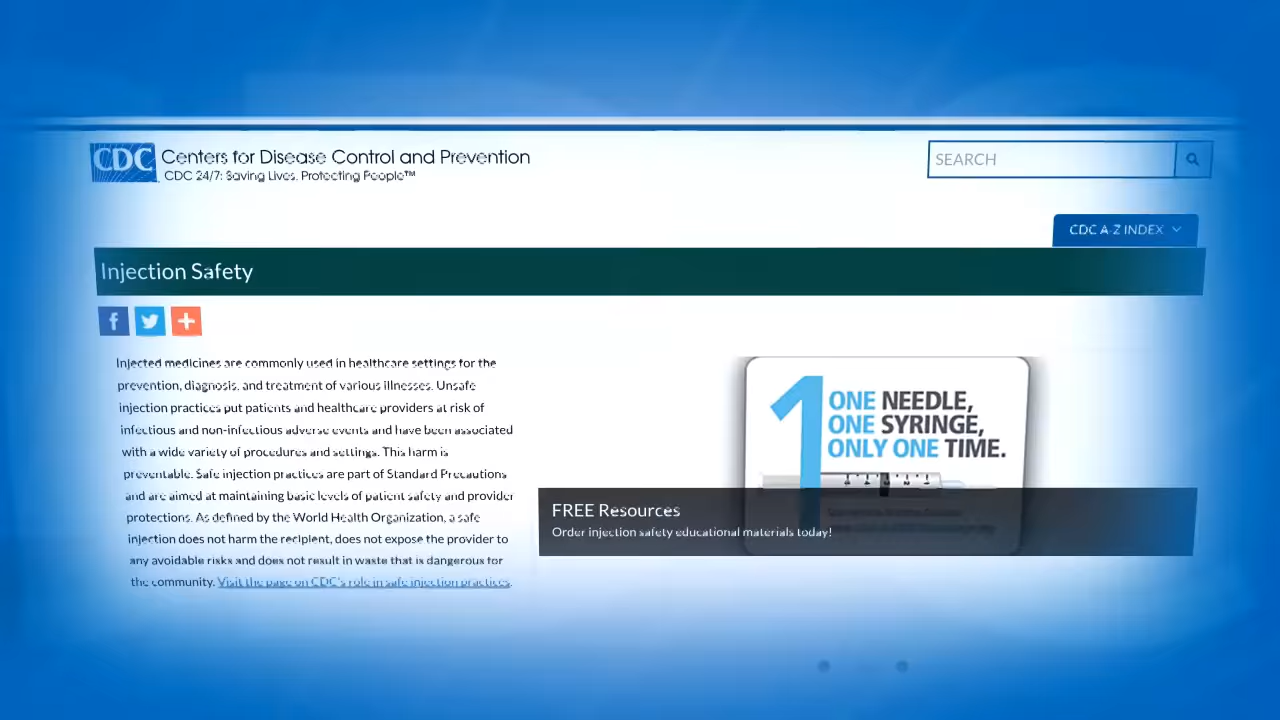 CDC
Centers for Disease Control and Prevention
CDC 24/7: Saving Lives. Protecting People™
SEARCH
CDC A-Z INDEX
Injection Safety
Injected medicines are commonly used in healthcare settings for the
prevention, diagnosis, and treatment of various illnesses. Unsafe
injection practices put patients and healthcare providers at risk of
infectious and non-infectious adverse events and have been associated
with a wide variety of procedures and settings. This harm is
preventable. Safe injection practices are part of Standard Precautions
and are aimed at maintaining basic levels of patient safety and provider
protections. As defined by the World Health Organization, a safe
injection does not harm the recipient, does not expose the provider to
any avoidable risks and does not result in waste that is dangerous for
the community. Visit the page on CDC's role in safe injection practices.
1
ONE NEEDLE,
ONE SYRINGE,
ONLY ONE TIME.
FREE Resources
Order injection safety educational materials today!